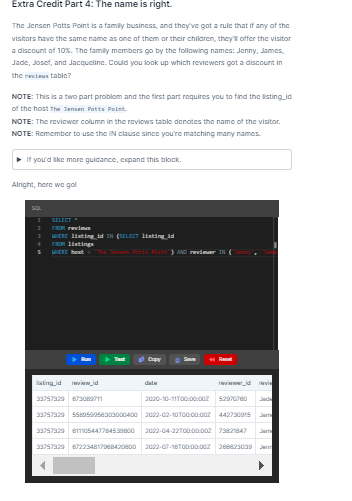 Extra Credit Part 4: The name is right.
The Jensen Potts Point is a family business, and they've got a rule that if any of the
visitors have the same name as one of them or their children, they'll offer the visitor
a discount of 10%. The family members go by the following names: Jenny, James,
Jade, Josef, and Jacqueline. Could you look up which reviewers got a discount in
the reviews table?
NOTE: This is a two part problem and the first part requires you to find the listing_id
of the host The Jensen Potts Point.
NOTE: The reviewer column in the reviews table denotes the name of the visitor.
NOTE: Remember to use the IN clause since you're matching many names.
▶ If you'd like more guidance, expand this block.
Alright, here we go!
SQL
1 SELECT *
2 FROM reviews
3 WHERE listing_id IN (SELECT listing_id
4 FROM listings
5 WHERE host = 'The Jensen Potts Point') AND reviewer IN ('Jenny', 
Run Test Copy Save Reset
listing_id review_id date reviewer_id
33757329 673069711 2020-10-11T00:00:00Z 52970760
33757329 558959956303000400 2022-02-10T00:00:00Z 442730915
33757329 611105447784539600 2022-04-22T00:00:00Z 73821847
33757329 672234817968420600 2022-07-16T00:00:00Z 266623039